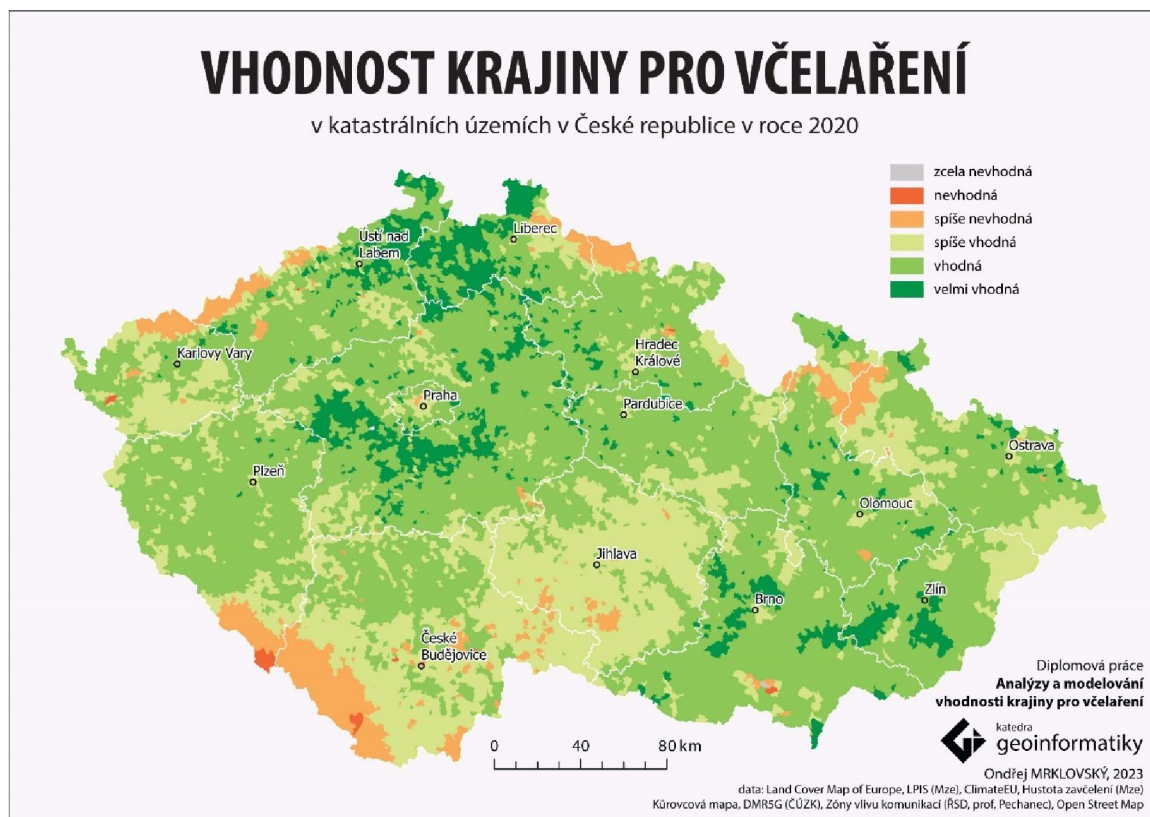 VHODNOST KRAJINY PRO VČELAŘENÍ
v katastrálních územích v České republice v roce 2020
zcela nevhodná
nevhodná
spíše nevhodná
spíše vhodná
vhodná
velmi vhodná
Liberec
Ústí nad
Labem
Karlovy Vary
Hradec
Králové
Praha
Pardubice
Plzeň
Ostrava
Olomouc
Jihlava
Brno
Zlín
České
Budějovice
0 40 80 km
Diplomová práce
Analýzy a modelování
vhodnosti krajiny pro včelaření
katedra
geoinformatiky
Ondřej MRKLOVSKÝ, 2023
data: Land Cover Map of Europe, LPIS (Mze), ClimateEU, Hustota zavčelení (Mze)
Kůrovcová mapa, DMR5G (ČÚZK), Zóny vlivu komunikací (ŘSD, prof. Pechanec), Open Street Map